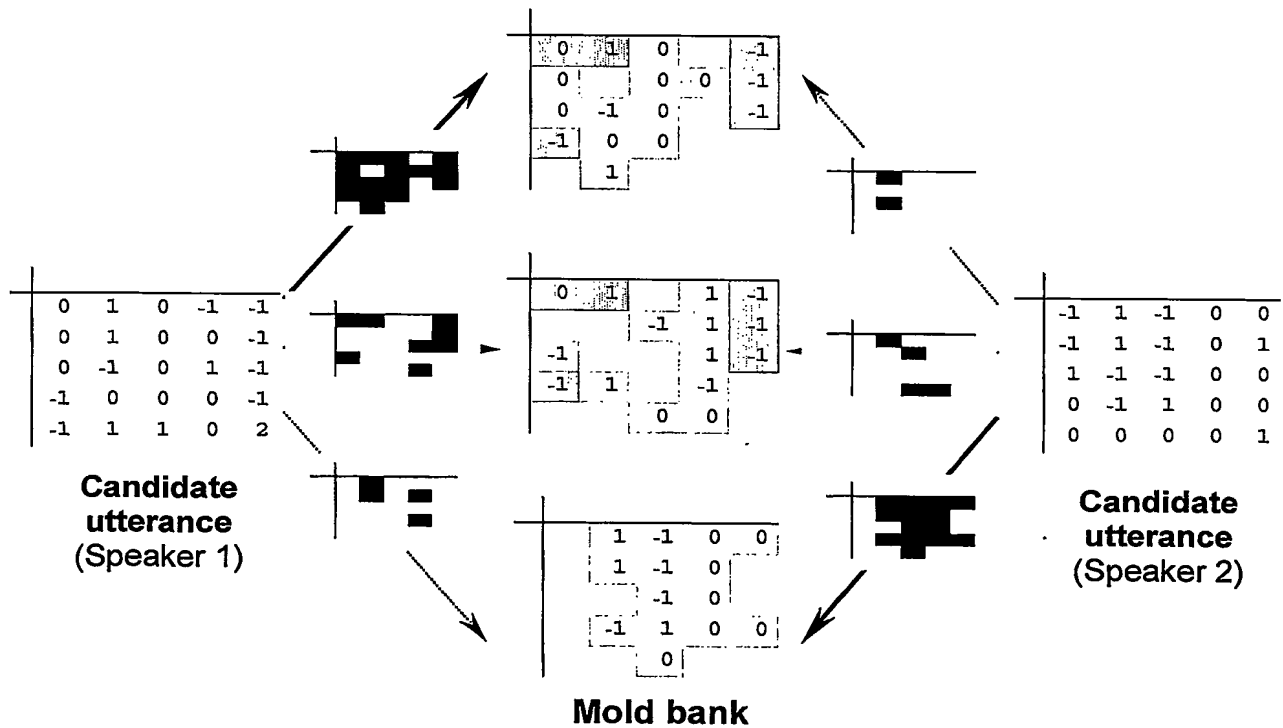 0 1 0 -1
0 0 0 -1
0 -1 0 -1
-1 0 0
1
0 1 0 -1 -1
0 1 0 0 -1
0 -1 0 1 -1
-1 0 0 0 -1
-1 1 1 0 2
Candidate
utterance
(Speaker 1)
0 1 1 -1
-1 1 -1
-1 1 1
-1 1 -1
0 0
-1 1 -1 0 0
-1 1 -1 0 1
1 -1 -1 0 0
0 -1 1 0 0
0 0 0 0 1
Candidate
utterance
(Speaker 2)
1 -1 0 0
1 -1 0
-1 0
-1 1 0 0
0
Mold bank